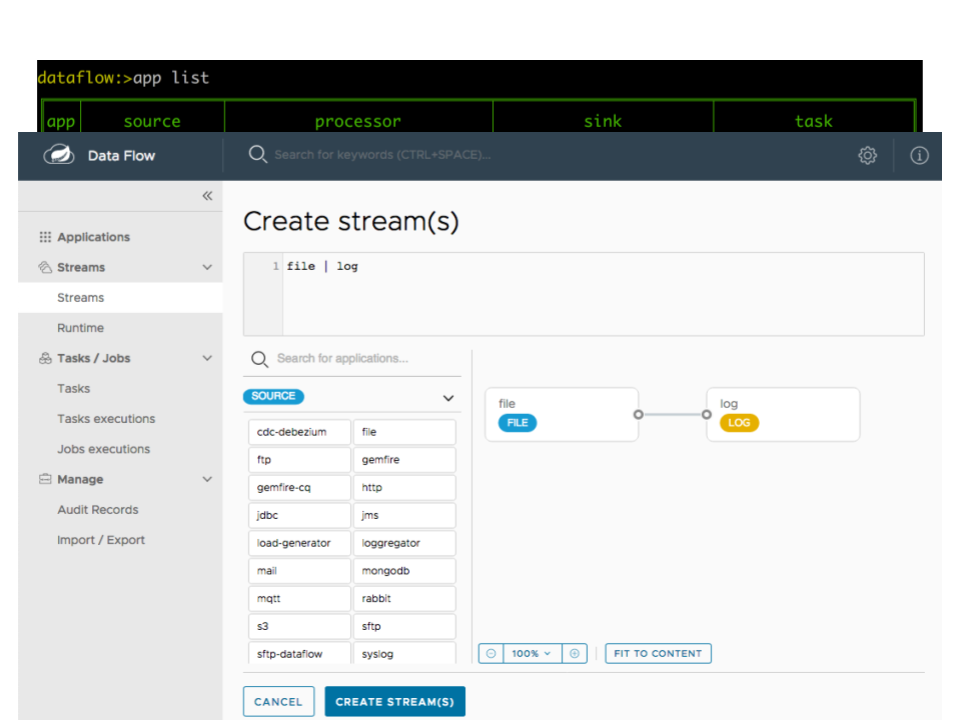 dataflow:>app list
app source processor sink task
Data Flow
Search for keywords (CTRL+SPACE)...
Applications
Streams
Streams
Runtime
Tasks / Jobs
Tasks
Tasks executions
Jobs executions
Manage
Audit Records
Import / Export
Create stream(s)
1 file | log
Search for applications...
SOURCE
cdc-debezium file
ftp gemfire
gemfire-cq http
jdbc jms
load-generator loggregator
mail mongodb
mqtt rabbit
s3 sftp
sftp-dataflow syslog
file
FILE
log
LOG
100%
FIT TO CONTENT
CANCEL
CREATE STREAM(S)